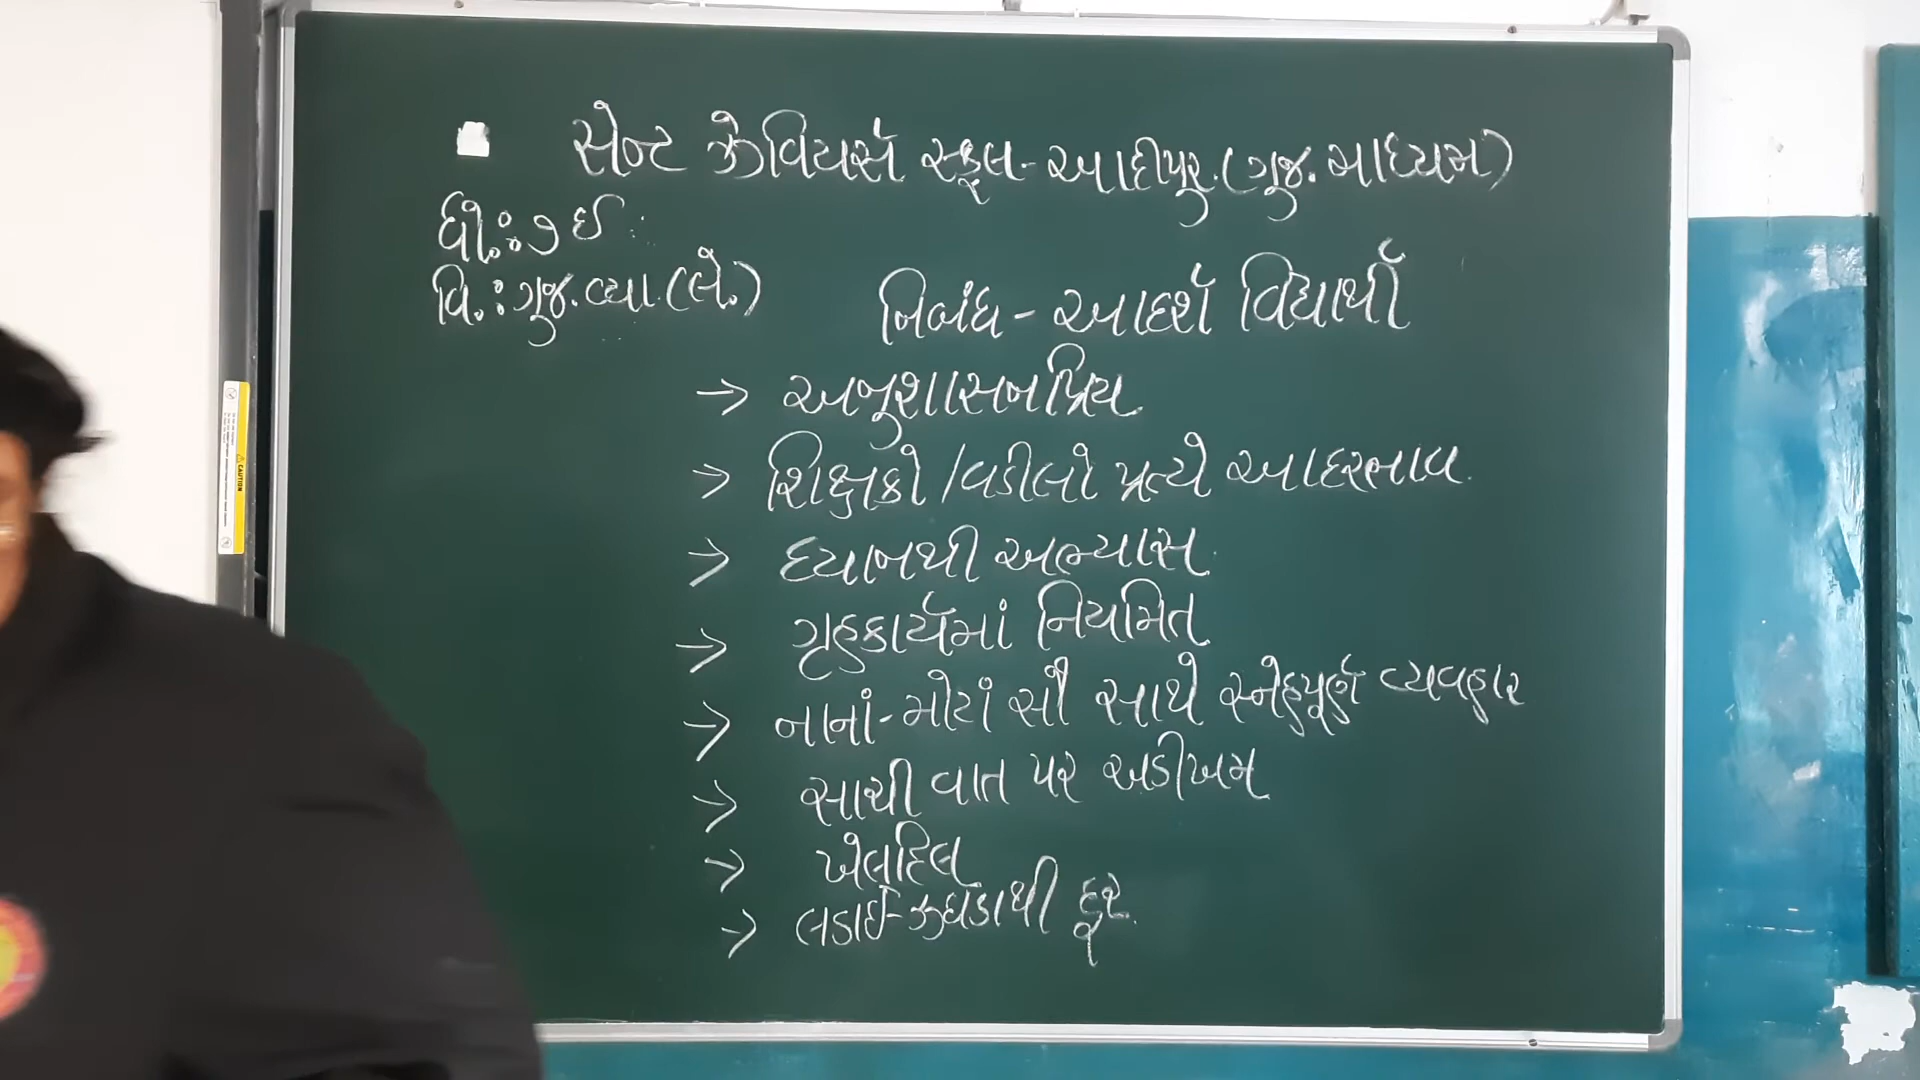 સેન્ટ ઝેવિયર્સ સ્કૂલ-આદીપુર.(ગુજ.માધ્યમ)
ધો.ઃ ૭ ઈ
વિ.ઃ ગુજ.વ્યા.(લે.)
નિબંધ - આદર્શ વિદ્યાર્થી
→ અનુશાસનપ્રિય.
→ શિક્ષકો/વડીલો પ્રત્યે આદરભાવ.
→ ધ્યાનથી અભ્યાસ.
→ ગૃહકાર્યમાં નિયમિત
→ નાનાં-મોટાં સૌ સાથે સ્નેહપૂર્ણ વ્યવહાર
→ સાચી વાત પર અડીખમ
→ ખેલદિલ
→ લડાઈ-ઝઘડાથી દૂર.
CAUTION